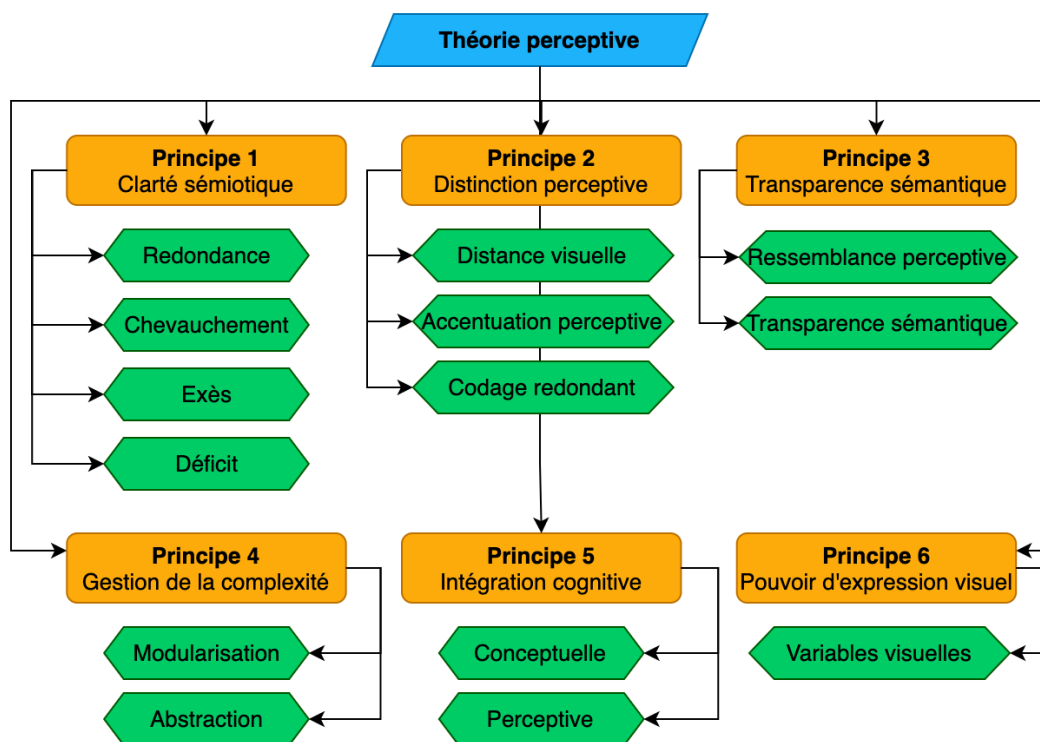 Théorie perceptive
Principe 1
Clarté sémiotique
Redondance
Chevauchement
Exès
Déficit
Principe 2
Distinction perceptive
Distance visuelle
Accentuation perceptive
Codage redondant
Principe 3
Transparence sémantique
Ressemblance perceptive
Transparence sémantique
Principe 4
Gestion de la complexité
Modularisation
Abstraction
Principe 5
Intégration cognitive
Conceptuelle
Perceptive
Principe 6
Pouvoir d'expression visuel
Variables visuelles